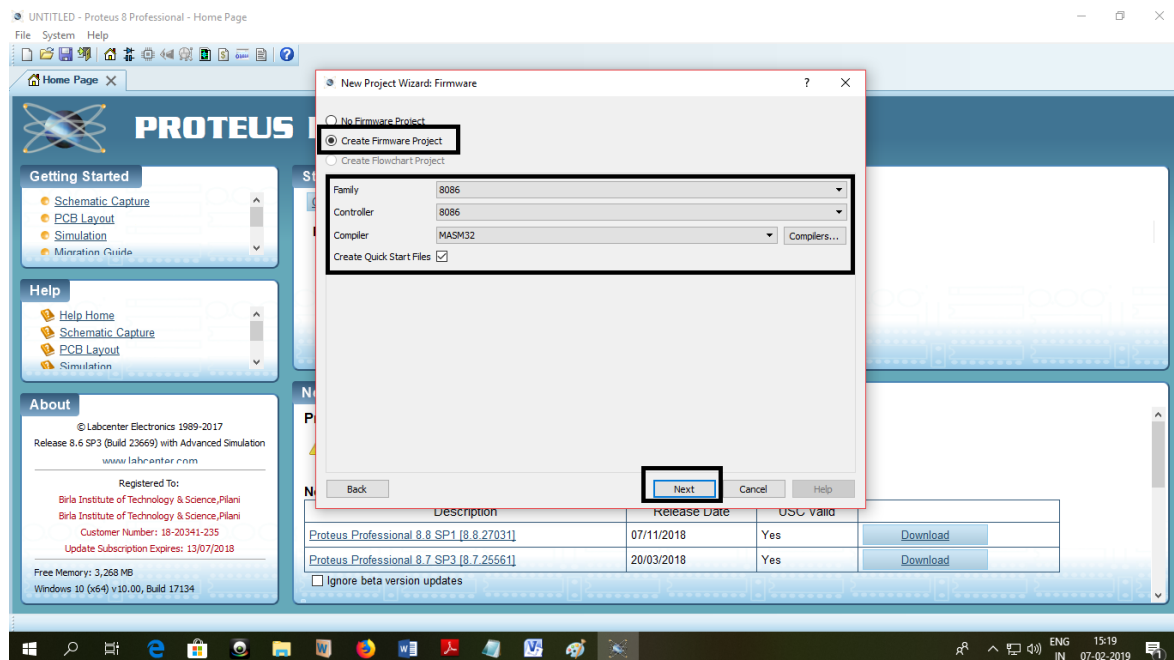 UNTITLED - Proteus 8 Professional - Home Page
File System Help
Home Page
PROTEUS
Getting Started
Schematic Capture
PCB Layout
Simulation
Migration Guide
Help
Help Home
Schematic Capture
PCB Layout
Simulation
About
© Labcenter Electronics 1989-2017
Release 8.6 SP3 (Build 23669) with Advanced Simulation
www.labcenter.com
Registered To:
Birla Institute of Technology & Science,Pilani
Birla Institute of Technology & Science,Pilani
Customer Number: 18-20341-235
Update Subscription Expires: 13/07/2018
Free Memory: 3,268 MB
Windows 10 (x64) v10.00, Build 17134
New Project Wizard: Firmware
No Firmware Project
Create Firmware Project
Create Flowchart Project
Family 8086
Controller 8086
Compiler MASM32 Compilers...
Create Quick Start Files
Back Next Cancel Help
Description Release Date USC Valid
Proteus Professional 8.8 SP1 [8.8.27031] 07/11/2018 Yes Download
Proteus Professional 8.7 SP3 [8.7.25561] 20/03/2018 Yes Download
Ignore beta version updates
ENG 15:19
IN 07-02-2019